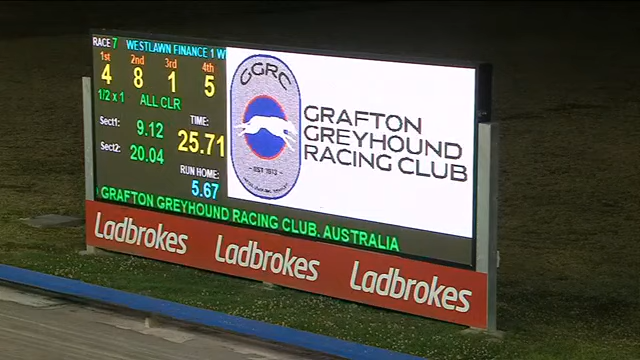 RACE 7 WESTLAWN FINANCE 1 W
1st 2nd 3rd 4th
4 8 1 5
1/2 x 1 ALL CLR
Sect1: 9.12
TIME:
25.71
Sect2: 20.04
RUN HOME:
5.67
GGRC
EST
GRAFTON
GREYHOUND
RACING CLUB
GRAFTON GREYHOUND RACING CLUB. AUSTRALIA
Ladbrokes Ladbrokes Ladbrokes